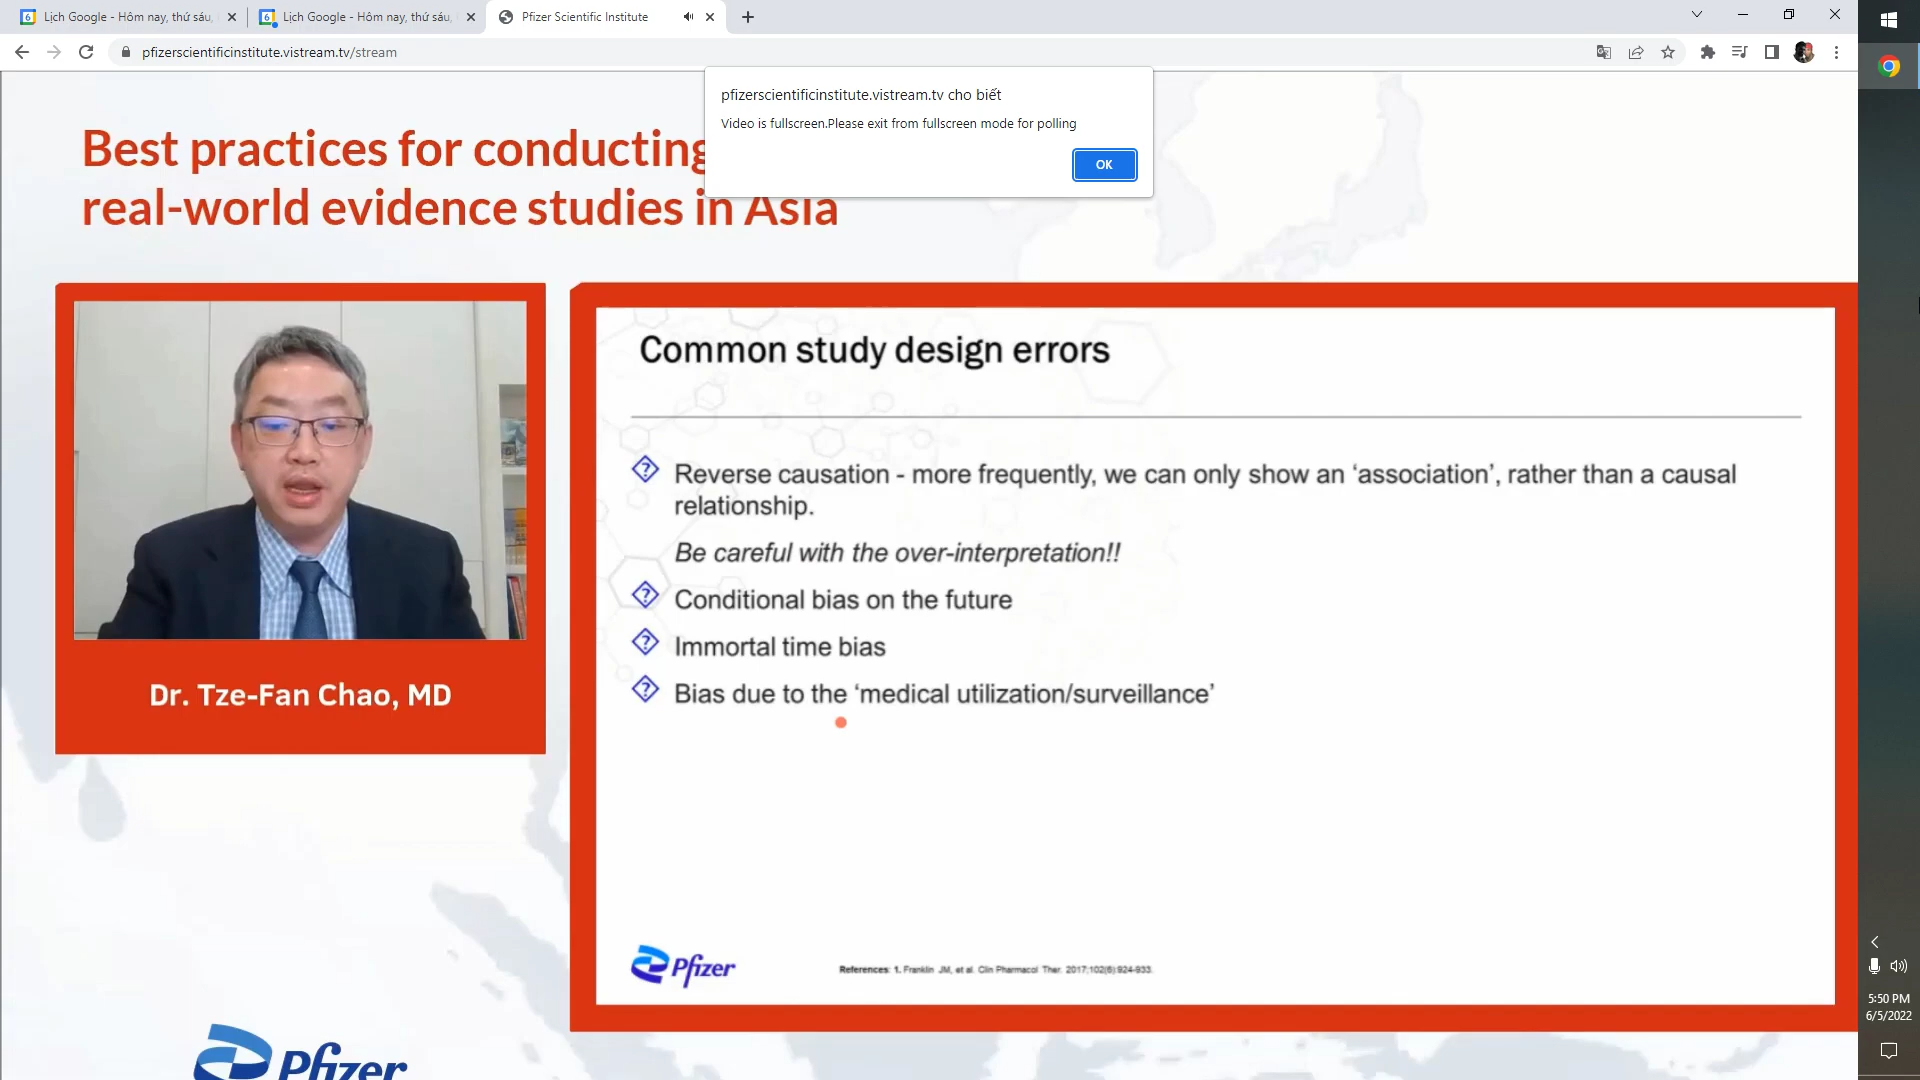 Lịch Google - Hôm nay, thứ sáu,
Lịch Google - Hôm nay, thứ sáu,
Pfizer Scientific Institute
pfizerscientificinstitute.vistream.tv/stream
pfizerscientificinstitute.vistream.tv cho biết
Video is fullscreen.Please exit from fullscreen mode for polling
OK
Best practices for conducting
real-world evidence studies in Asia
Dr. Tze-Fan Chao, MD
Common study design errors
Reverse causation - more frequently, we can only show an ‘association’, rather than a causal
relationship.
Be careful with the over-interpretation!!
Conditional bias on the future
Immortal time bias
Bias due to the ‘medical utilization/surveillance’
Pfizer
References: 1. Franklin JM, et al. Clin Pharmacol Ther. 2017;102(6):924-933.
Pfizer
5:50 PM
6/5/2022